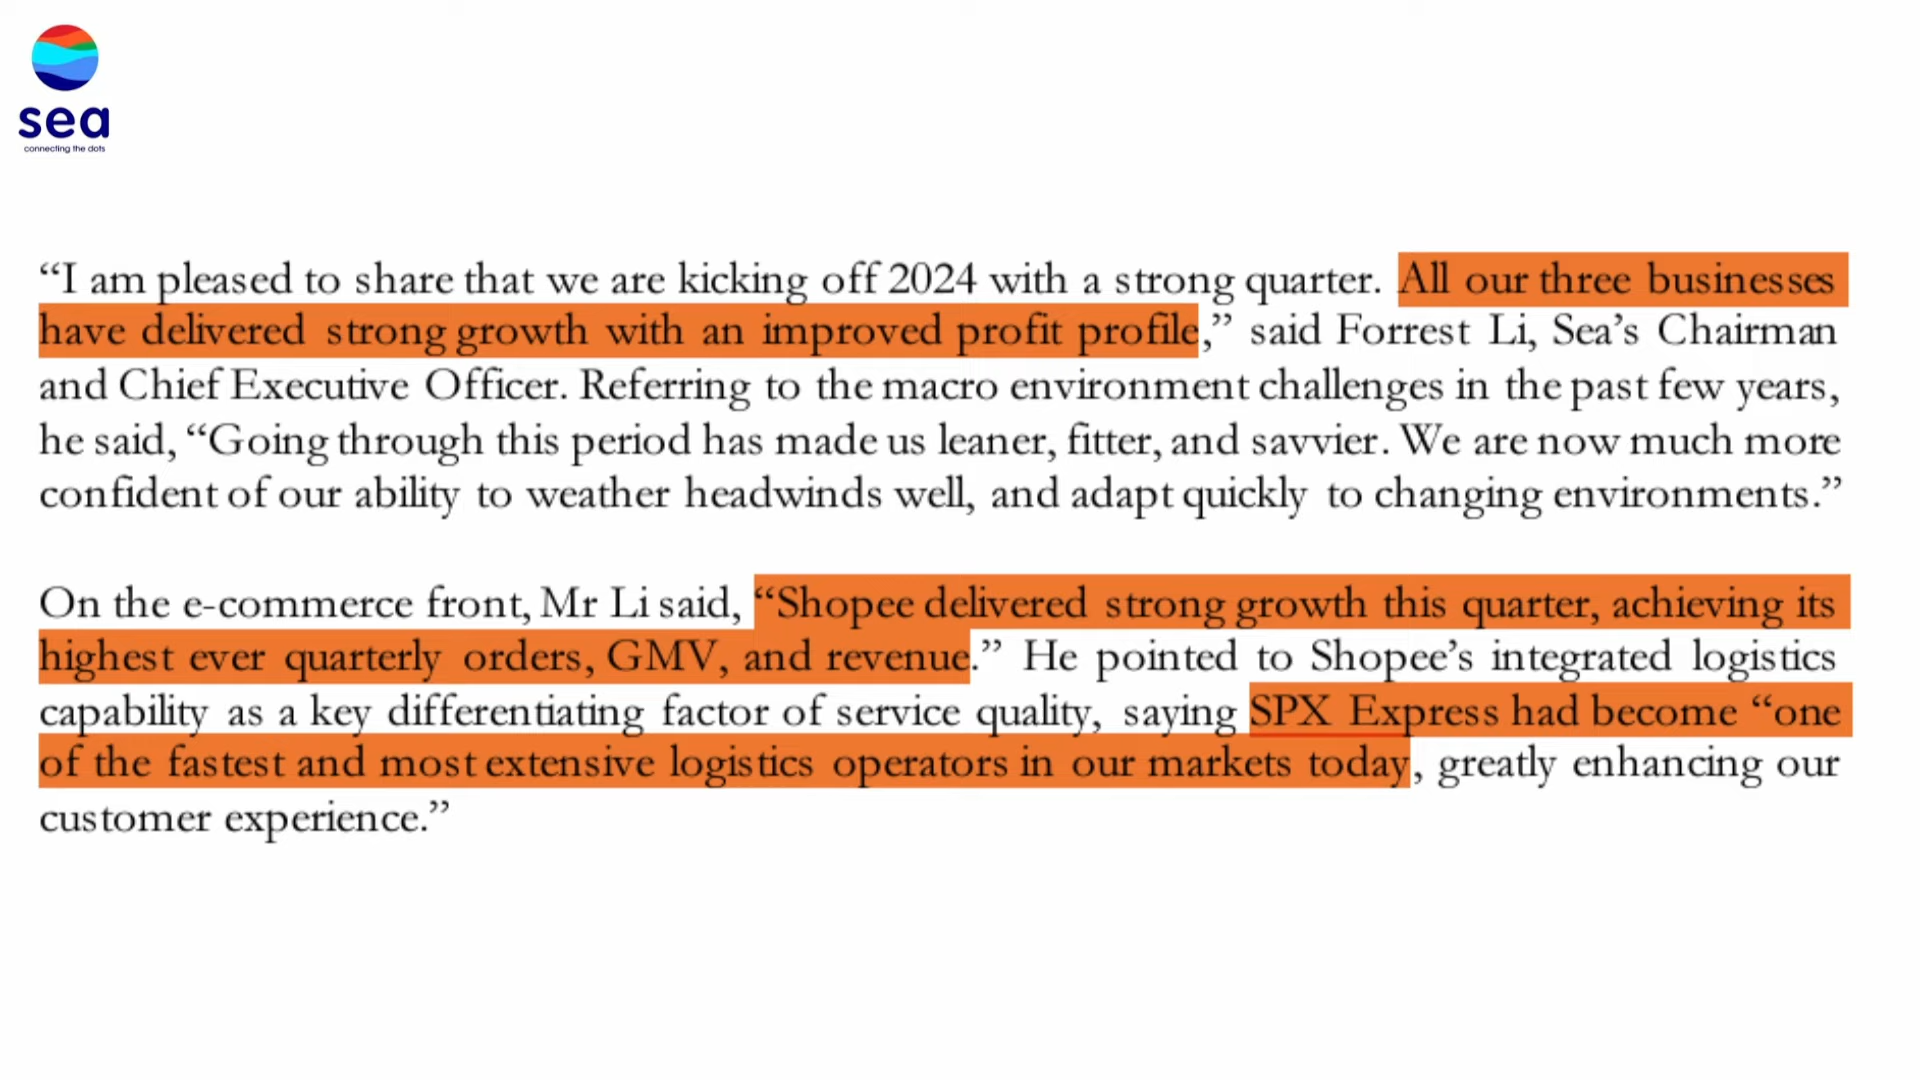 sea
connecting the dots
“I am pleased to share that we are kicking off 2024 with a strong quarter. All our three businesses
have delivered strong growth with an improved profit profile,” said Forrest Li, Sea’s Chairman
and Chief Executive Officer. Referring to the macro environment challenges in the past few years,
he said, “Going through this period has made us leaner, fitter, and savvier. We are now much more
confident of our ability to weather headwinds well, and adapt quickly to changing environments.”
On the e-commerce front, Mr Li said, “Shopee delivered strong growth this quarter, achieving its
highest ever quarterly orders, GMV, and revenue.” He pointed to Shopee’s integrated logistics
capability as a key differentiating factor of service quality, saying SPX Express had become “one
of the fastest and most extensive logistics operators in our markets today, greatly enhancing our
customer experience.”